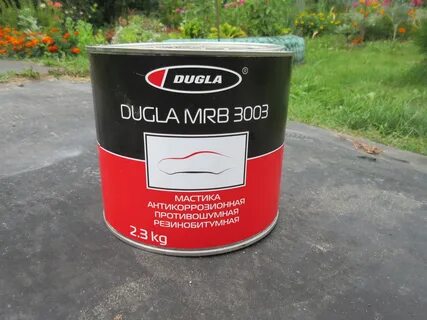 DUGLA ®
DUGLA MRB 3003
МАСТИКА
АНТИКОРРОЗИОННАЯ
ПРОТИВОШУМНАЯ
РЕЗИНОБИТУМНАЯ
2.3 kg